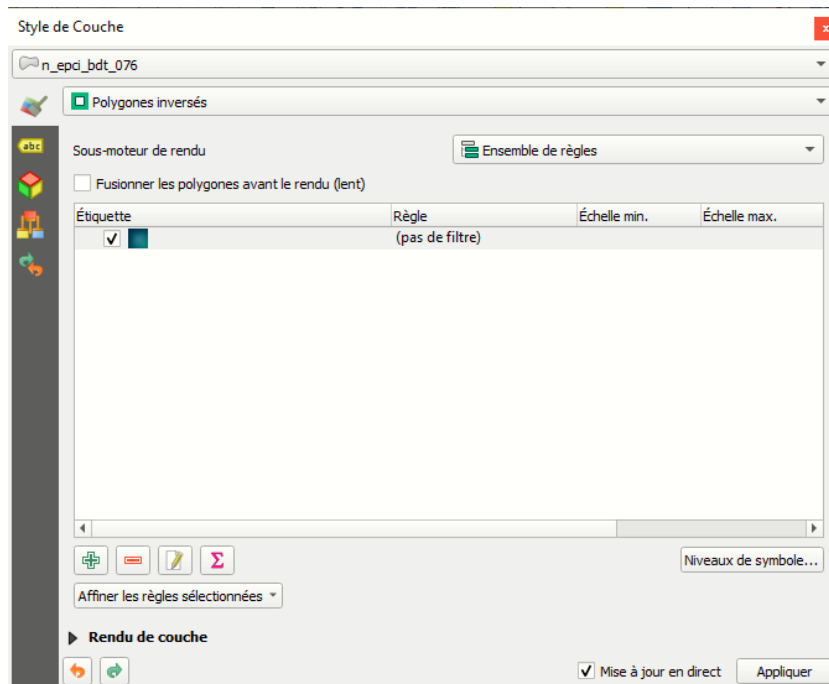 Style de Couche
x
n_epci_bdt_076
Polygones inversés
abc
Sous-moteur de rendu
Ensemble de règles
Fusionner les polygones avant le rendu (lent)
Étiquette Règle Échelle min. Échelle max.
(pas de filtre)
Σ
Niveaux de symbole...
Affiner les règles sélectionnées
Rendu de couche
Mise à jour en direct Appliquer